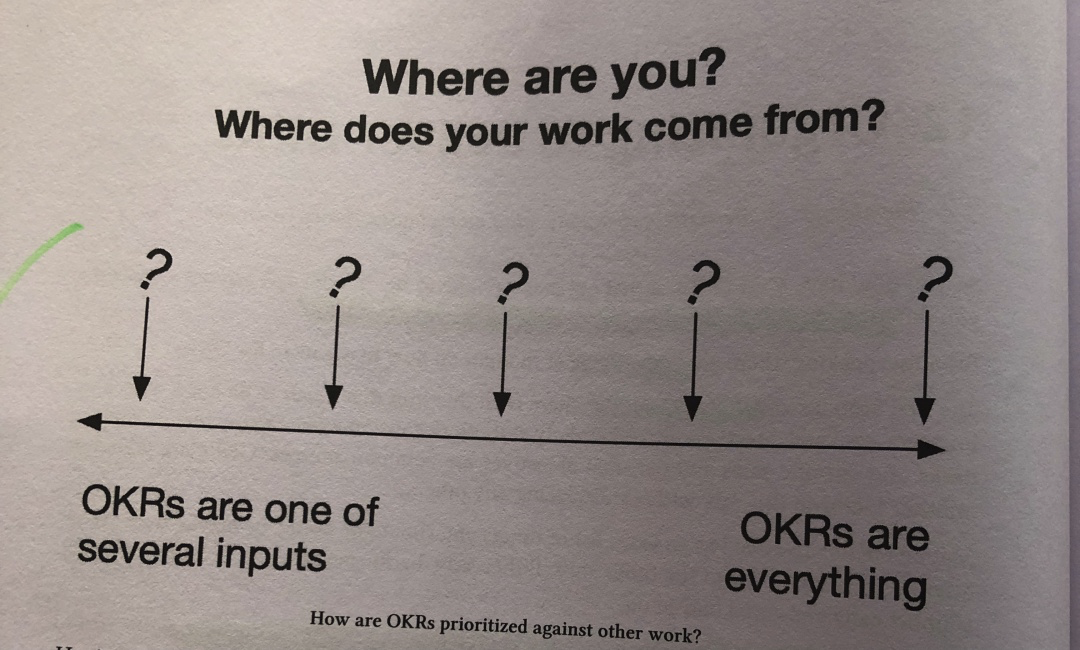 Where are you?
Where does your work come from?
? ? ? ? ?
OKRs are one of
several inputs
OKRs are
everything
How are OKRs prioritized against other work?